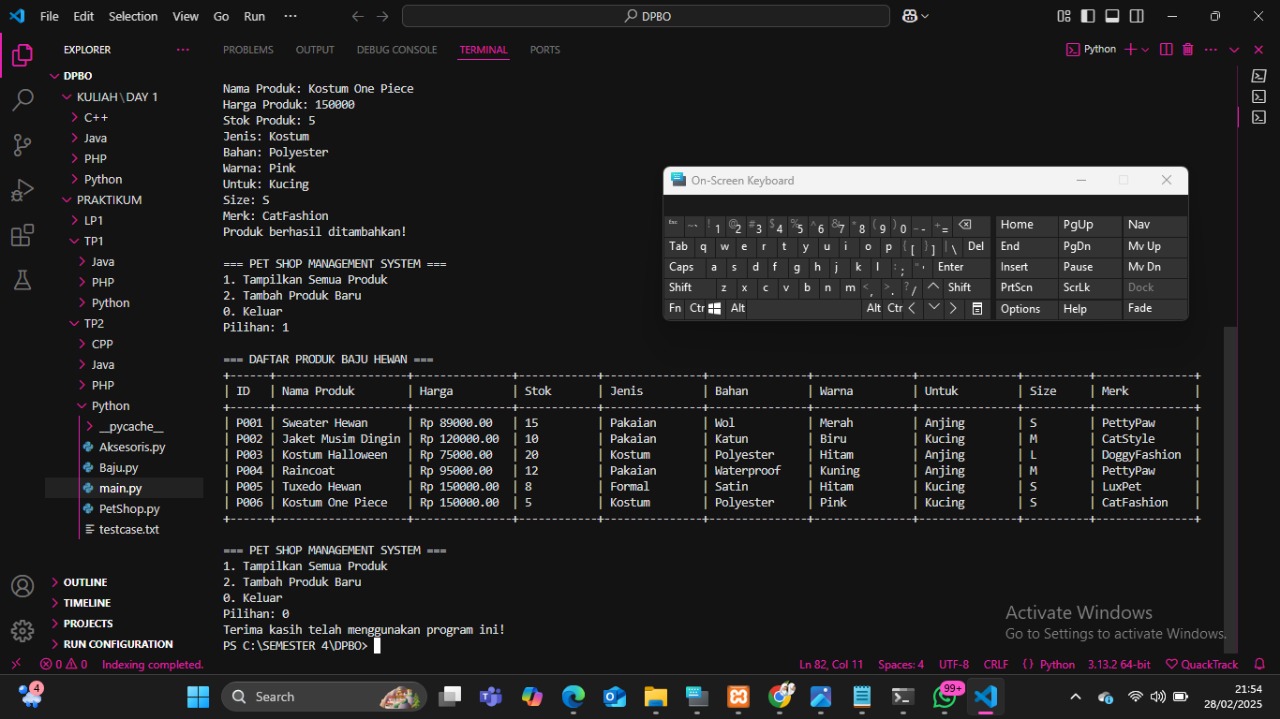 File Edit Selection View Go Run ··· DPBO
EXPLORER ···
PROBLEMS OUTPUT DEBUG CONSOLE TERMINAL PORTS Python
DPBO
KULIAH \ DAY 1
C++
Java
PHP
Python
PRAKTIKUM
LP1
TP1
Java
PHP
Python
TP2
CPP
Java
PHP
Python
__pycache__
Aksesoris.py
Baju.py
main.py
PetShop.py
testcase.txt
OUTLINE
TIMELINE
PROJECTS
RUN CONFIGURATION
Nama Produk: Kostum One Piece
Harga Produk: 150000
Stok Produk: 5
Jenis: Kostum
Bahan: Polyester
Warna: Pink
Untuk: Kucing
Size: S
Merk: CatFashion
Produk berhasil ditambahkan!
=== PET SHOP MANAGEMENT SYSTEM ===
1. Tampilkan Semua Produk
2. Tambah Produk Baru
0. Keluar
Pilihan: 1
=== DAFTAR PRODUK BAJU HEWAN ===
+------+-----------------+-------------+----------+-------------+-------------+------------+-------------+--------+-------------+
| ID | Nama Produk | Harga | Stok | Jenis | Bahan | Warna | Untuk | Size | Merk |
+------+-----------------+-------------+----------+-------------+-------------+------------+-------------+--------+-------------+
| P001 | Sweater Hewan | Rp 89000.00 | 15 | Pakaian | Wol | Merah | Anjing | S | PettyPaw |
| P002 | Jaket Musim Dingin | Rp 120000.00 | 10 | Pakaian | Katun | Biru | Kucing | M | CatStyle |
| P003 | Kostum Halloween | Rp 75000.00 | 20 | Kostum | Polyester | Hitam | Anjing | L | DoggyFashion |
| P004 | Raincoat | Rp 95000.00 | 12 | Pakaian | Waterproof | Kuning | Anjing | M | PettyPaw |
| P005 | Tuxedo Hewan | Rp 150000.00 | 8 | Formal | Satin | Hitam | Kucing | S | LuxPet |
| P006 | Kostum One Piece | Rp 150000.00 | 5 | Kostum | Polyester | Pink | Kucing | S | CatFashion |
+------+-----------------+-------------+----------+-------------+-------------+------------+-------------+--------+-------------+
=== PET SHOP MANAGEMENT SYSTEM ===
1. Tampilkan Semua Produk
2. Tambah Produk Baru
0. Keluar
Pilihan: 0
Terima kasih telah menggunakan program ini!
PS C:\SEMESTER 4\DPBO>
On-Screen Keyboard
Esc ~ ` ! 1 @ 2 # 3 $ 4 % 5 ^ 6 & 7 * 8 ( 9 ) 0 _ - + = Home PgUp Nav
Tab q w e r t y u i o p { [ } ] | \ Del End PgDn Mv Up
Caps a s d f g h j k l : ; " ' Enter Insert Pause Mv Dn
Shift z x c v b n m < , > . ? / Shift PrtScn ScrLk Dock
Fn Ctr Alt Alt Ctr Options Help Fade
Activate Windows
Go to Settings to activate Windows.
0 0 Indexing completed. Ln 82, Col 11 Spaces: 4 UTF-8 CRLF { } Python 3.13.2 64-bit QuackTrack
4 Search 99+ 21:54
28/02/2025